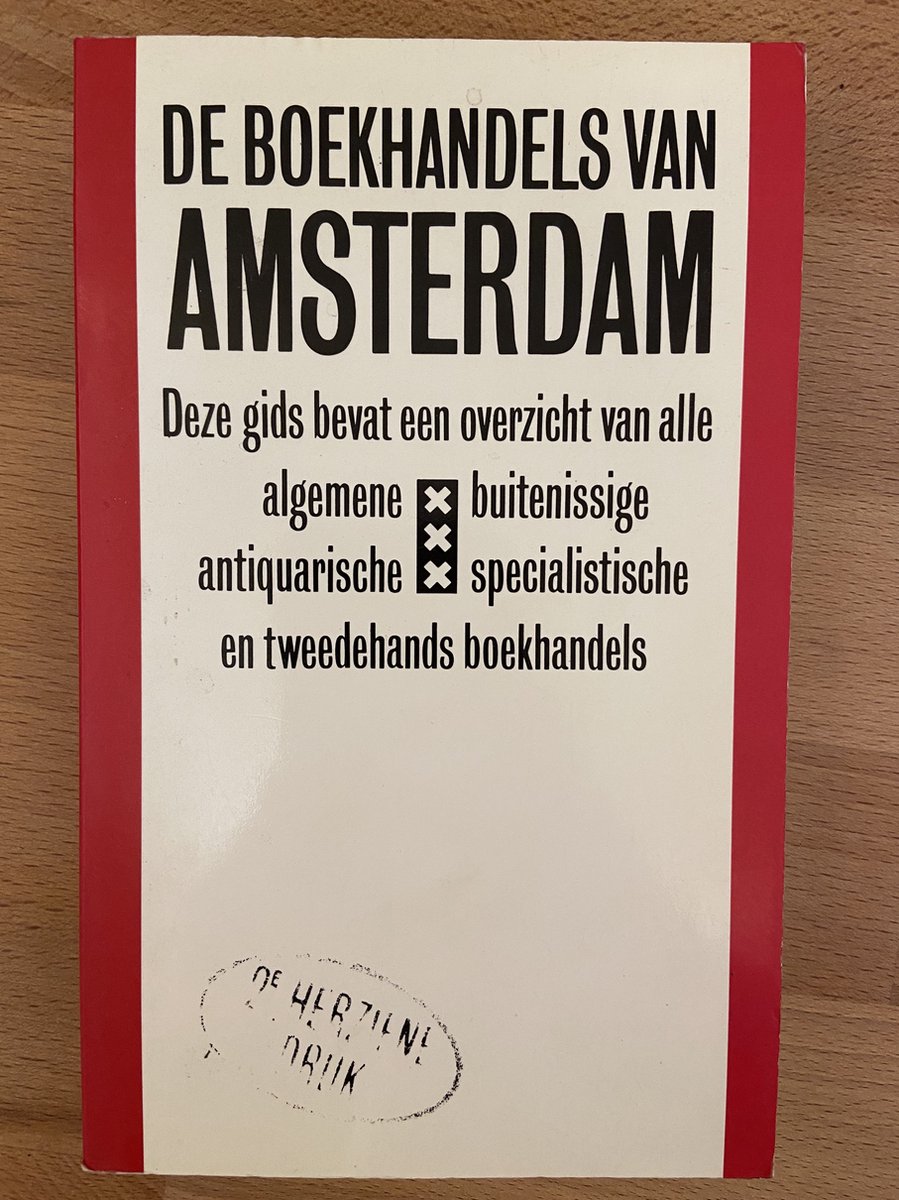 DE BOEKHANDELS VAN
AMSTERDAM
Deze gids bevat een overzicht van alle
algemene buitenissige
antiquarische specialistische
en tweedehands boekhandels
DE HERZIENE
DRUK